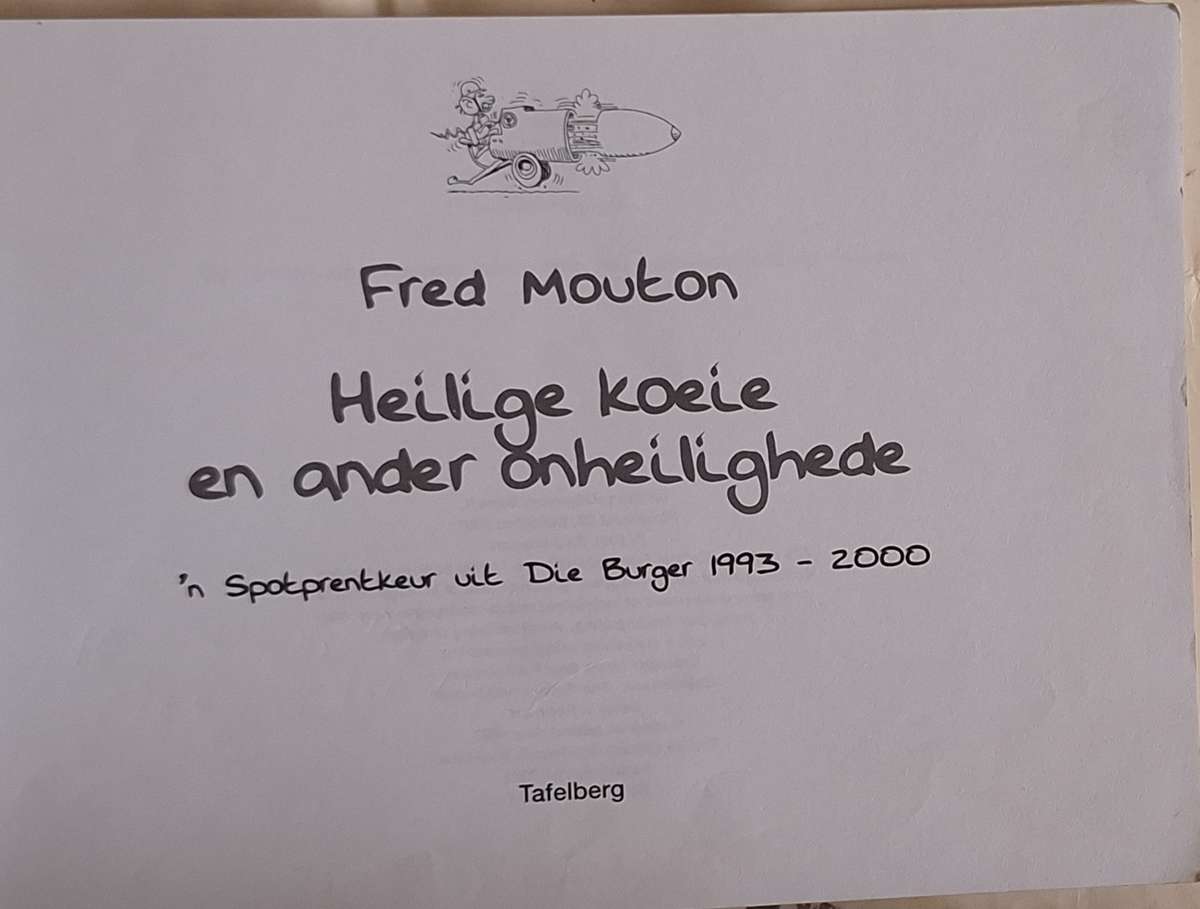 Fred Mouton
Heilige koeie
en ander onheilighede
'n Spotprentkeur uit Die Burger 1993 - 2000
Tafelberg